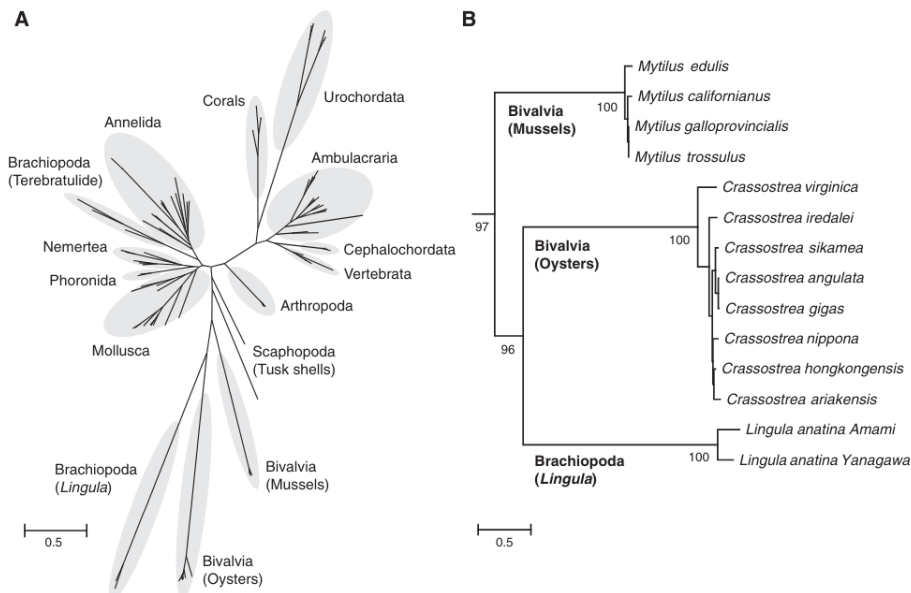 A
Corals
Urochordata
Annelida
Ambulacraria
Brachiopoda
(Terebratulide)
Nemertea
Cephalochordata
Phoronida
Vertebrata
Arthropoda
Mollusca
Scaphopoda
(Tusk shells)
Brachiopoda
(Lingula)
Bivalvia
(Mussels)
0.5
Bivalvia
(Oysters)
B
Mytilus edulis
Mytilus californianus
Mytilus galloprovincialis
Mytilus trossulus
100
Bivalvia
(Mussels)
Crassostrea virginica
Crassostrea iredalei
Crassostrea sikamea
Crassostrea angulata
Crassostrea gigas
Crassostrea nippona
Crassostrea hongkongensis
Crassostrea ariakensis
97
100
Bivalvia
(Oysters)
96
Lingula anatina Amami
Lingula anatina Yanagawa
100
Brachiopoda
(Lingula)
0.5